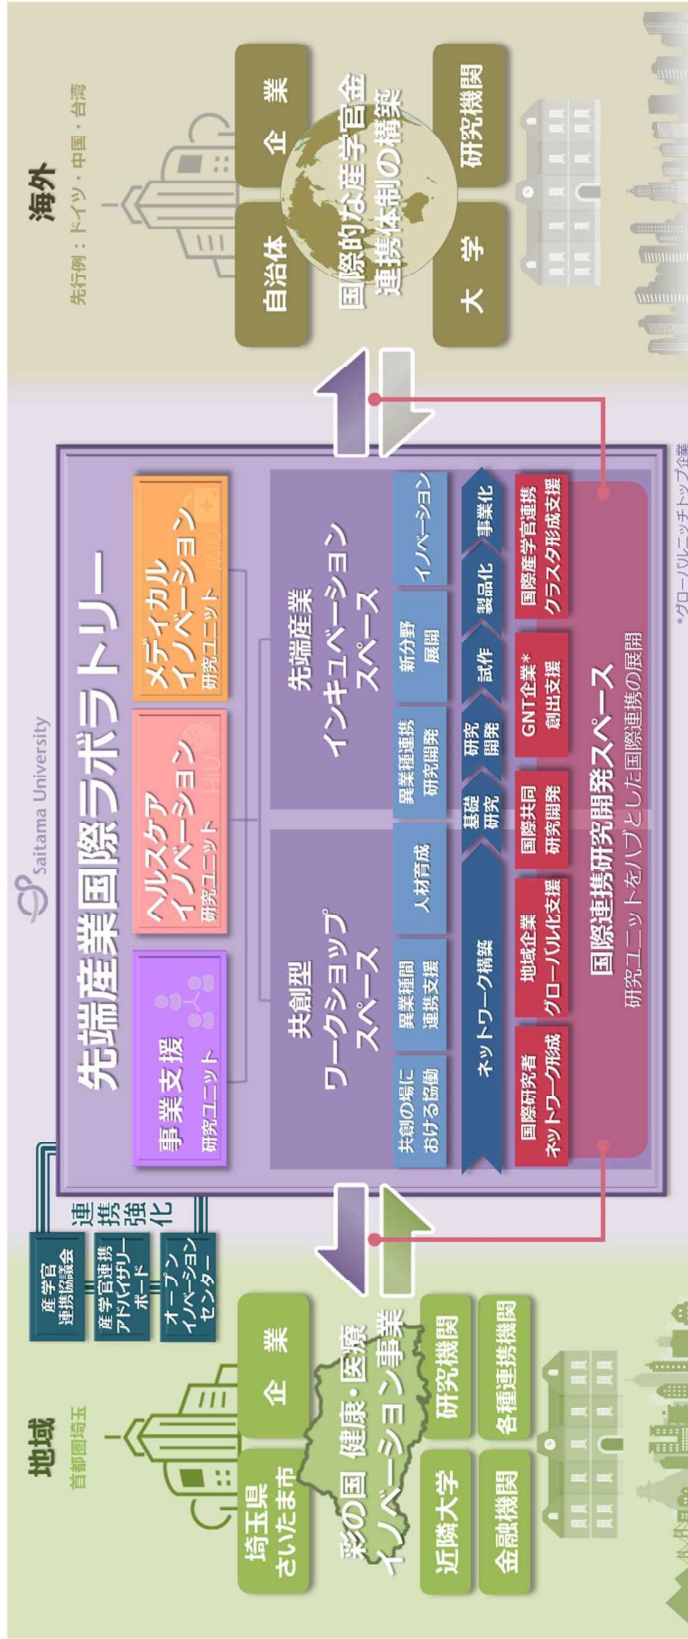 Saitama University
地域
首都圏埼玉
埼玉県
さいたま市
企 業
彩の国 健康・医療
イノベーション事業
近隣大学
研究機関
金融機関
各種連携機関
産学官
連携協議会
産学官連携
アドバイザリー
ボード
オープン
イノベーション
センター
連携
強化
先端産業国際ラボラトリー
事業支援
研究ユニット
ヘルスケア
イノベーション
研究ユニット
HIU
メディカル
イノベーション
研究ユニット
MIU
共創型
ワークショップ
スペース
先端産業
インキュベーション
スペース
共創の場に
おける協働
異業種間
連携支援
人材育成
異業種連携
研究開発
新分野
展開
イノベーション
ネットワーク構築
基礎
研究
研究
開発
試作
製品化
事業化
国際研究者
ネットワーク形成
地域企業
グローバル化支援
国際共同
研究開発
GNT企業*
創出支援
国際産学官連携
クラスタ形成支援
国際連携研究開発スペース
研究ユニットをハブとした国際連携の展開
*グローバルニッチトップ企業
海外
先行例：ドイツ・中国・台湾
自治体
企 業
国際的な産学官金
連携体制の構築
大 学
研究機関